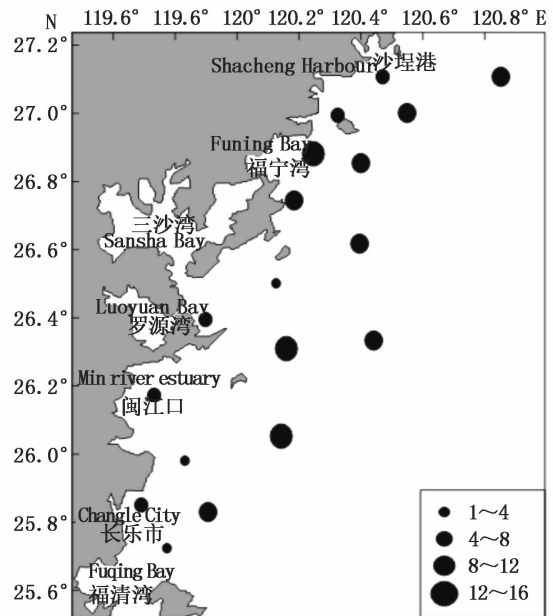 N
119.6° 119.6° 120° 120.2° 120.4° 120.6° 120.8° E
27.2°
Shacheng Harbour 沙埕港
27.0°
Funing Bay
福宁湾
26.8°
三沙湾
Sansha Bay
26.6°
Luoyuan Bay
罗源湾
26.4°
Min river estuary
闽江口
26.2°
26.0°
Changle City
长乐市
25.8°
Fuqing Bay
福清湾
25.6°
1～4
4～8
8～12
12～16